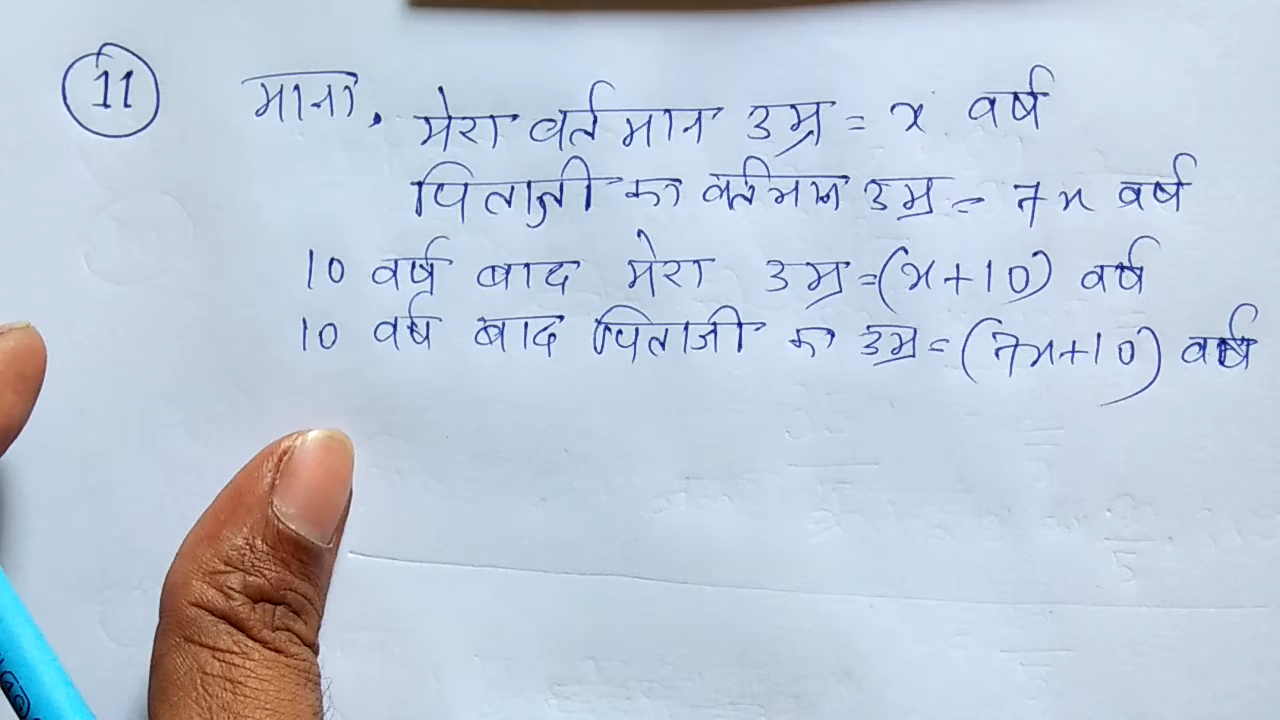 11 माना, मेरा वर्तमान उम्र = x वर्ष
पिताजी का वर्तमान उम्र = 7x वर्ष
10 वर्ष बाद मेरा उम्र = (x+10) वर्ष
10 वर्ष बाद पिताजी का उम्र = (7x+10) वर्ष